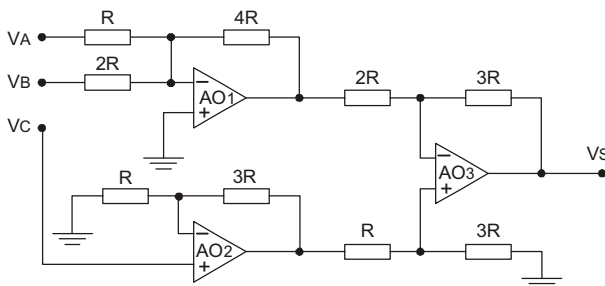 R 4R
VA
2R
VB
− AO1 +
2R 3R
VC
VS
− AO3 +
R 3R
− AO2 +
R 3R